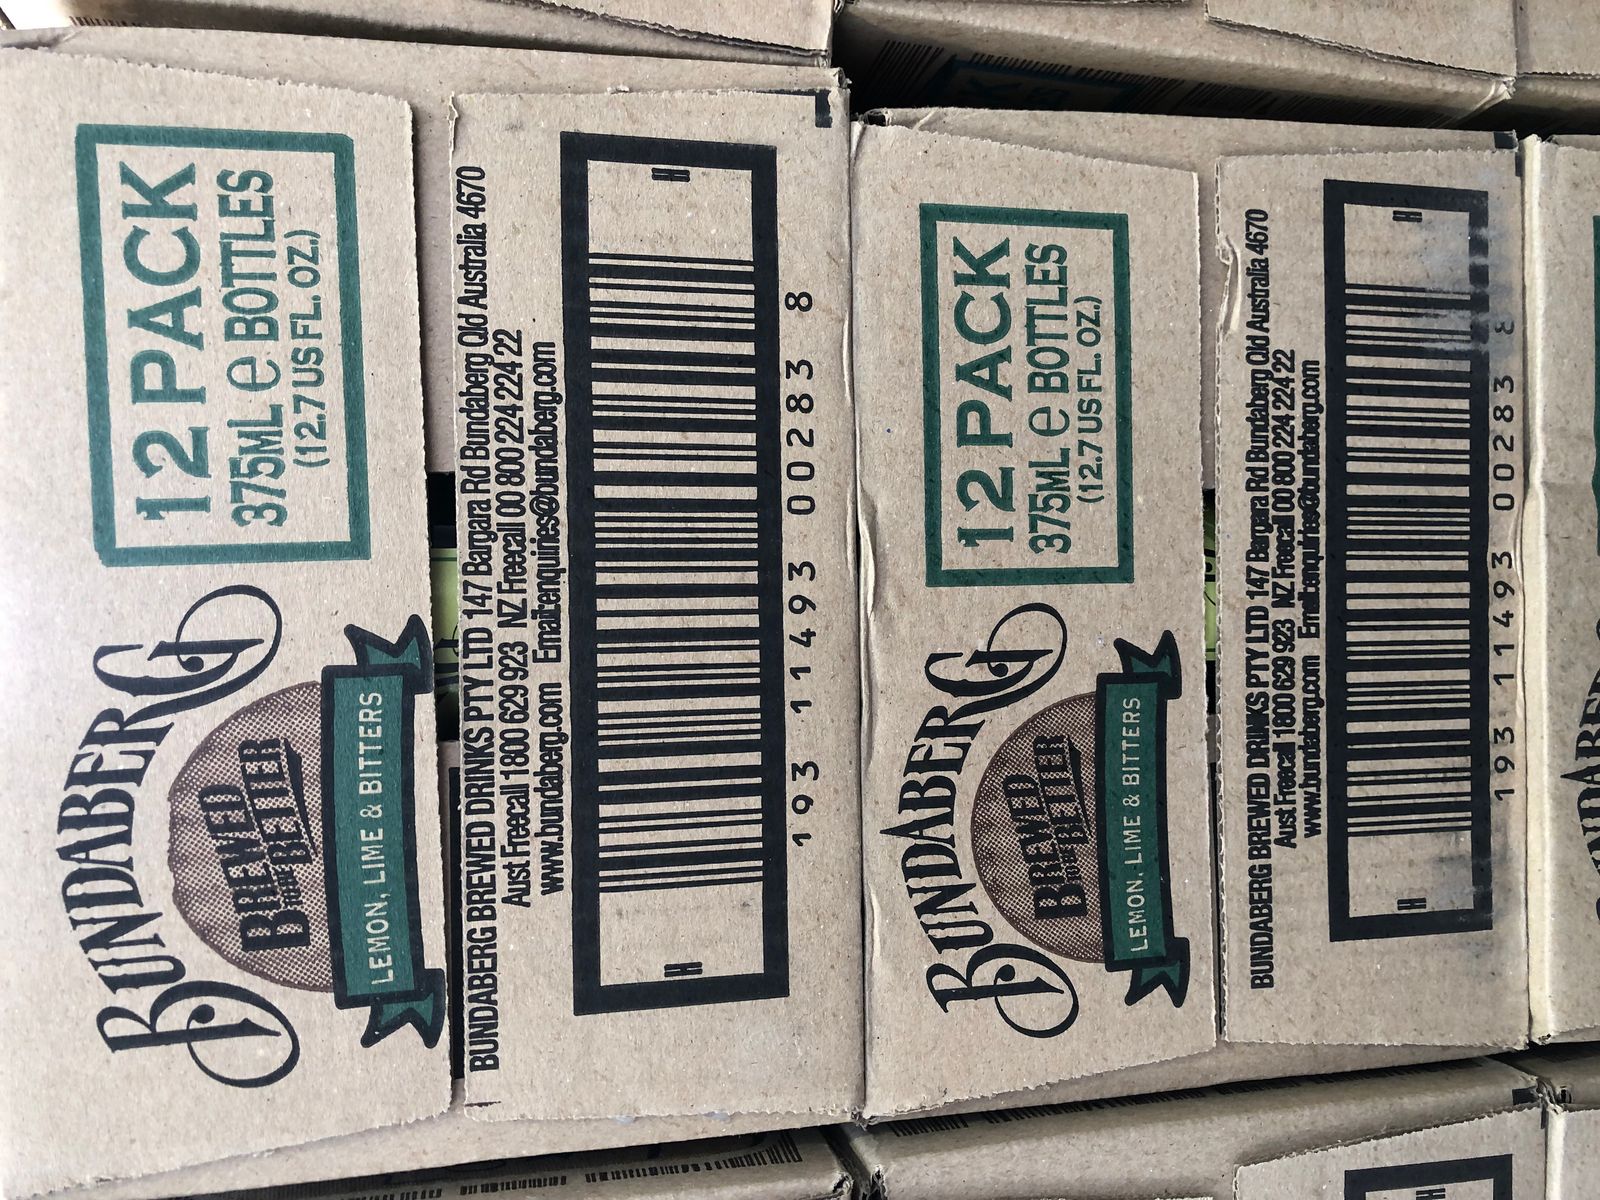 12 PACK
375ML e BOTTLES
(12.7 US FL. OZ.)
BUNDABERG
BREWED
TO BE
BETTER
LEMON, LIME & BITTERS
BUNDABERG BREWED DRINKS PTY LTD 147 Bargara Rd Bundaberg Qld Australia 4670
Aust Freecall 1800 629 923 NZ Freecall 00 800 224 224 22
www.bundaberg.com Email:enquiries@bundaberg.com
H
H
193 11493 00283 8
12 PACK
375ML e BOTTLES
(12.7 US FL. OZ.)
BUNDABERG
BREWED
TO BE
BETTER
LEMON, LIME & BITTERS
BUNDABERG BREWED DRINKS PTY LTD 147 Bargara Rd Bundaberg Qld Australia 4670
Aust Freecall 1800 629 923 NZ Freecall 00 800 224 224 22
www.bundaberg.com Email:enquiries@bundaberg.com
H
H
193 11493 00283 8